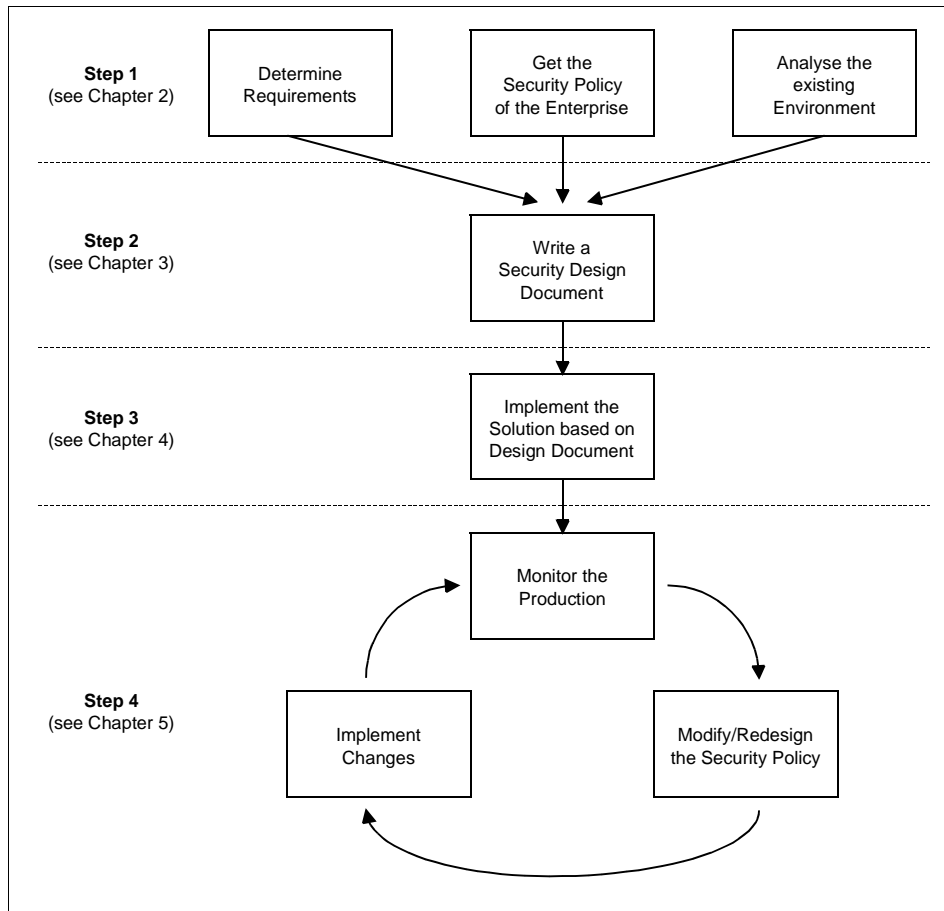 Step 1
(see Chapter 2)
Determine
Requirements
Get the
Security Policy
of the Enterprise
Analyse the
existing
Environment
Step 2
(see Chapter 3)
Write a
Security Design
Document
Step 3
(see Chapter 4)
Implement the
Solution based on
Design Document
Monitor the
Production
Step 4
(see Chapter 5)
Implement
Changes
Modify/Redesign
the Security Policy